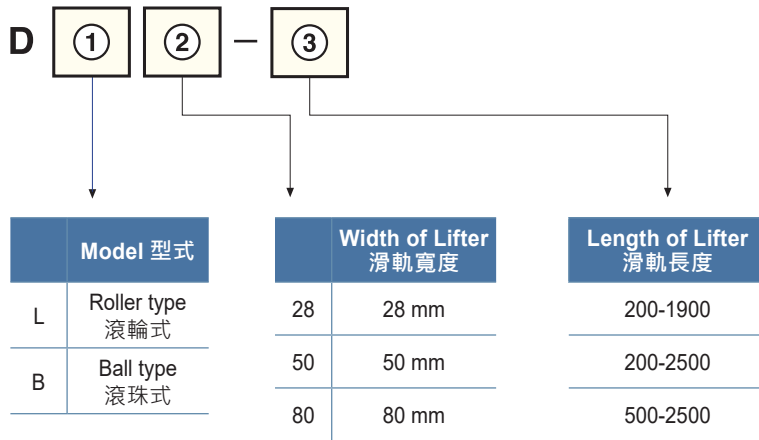 D ① ② – ③
Model 型式
L Roller type
滾輪式
B Ball type
滾珠式
Width of Lifter
滑軌寬度
28 28 mm
50 50 mm
80 80 mm
Length of Lifter
滑軌長度
200-1900
200-2500
500-2500